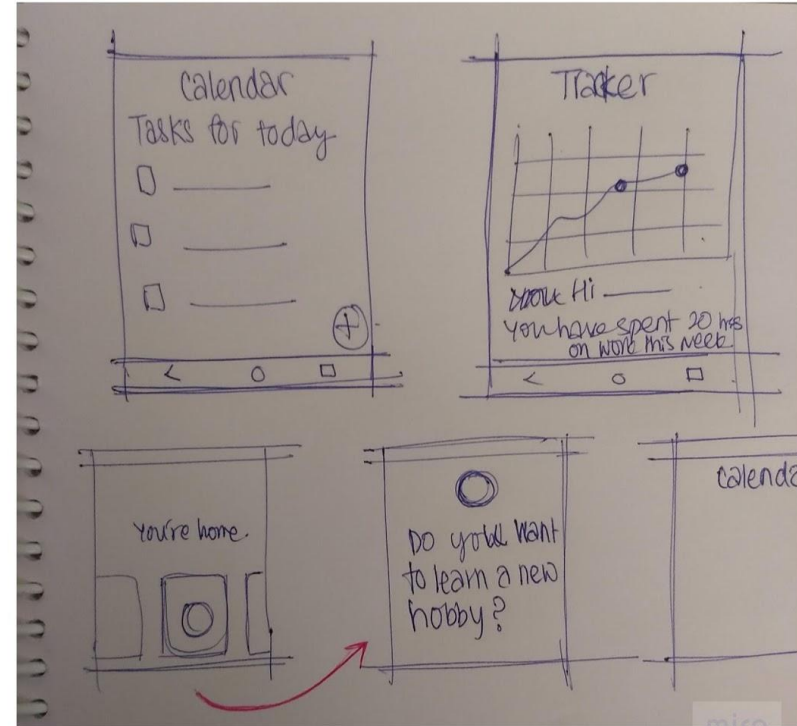 Calendar
Tasks for today
Tracker
Hi
You have spent 20 hrs
on work this week
You're home.
Do you want
to learn a new
hobby?
Calenda
miro